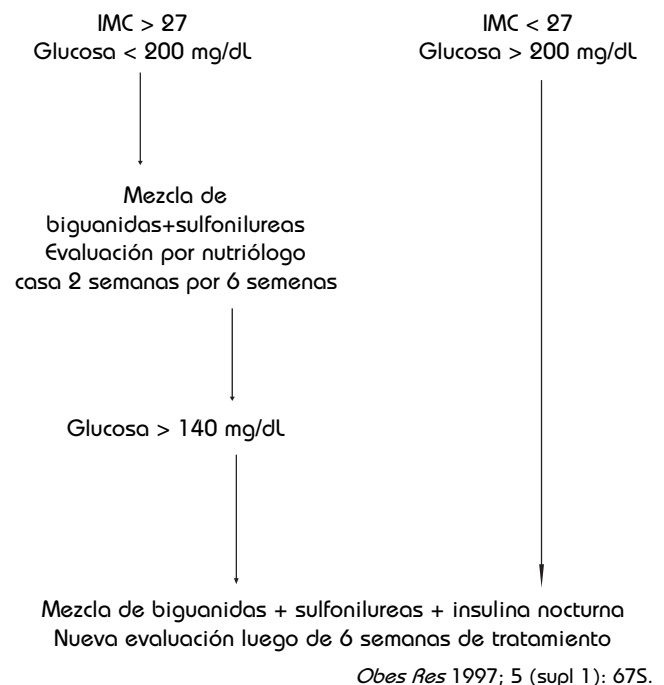 IMC > 27
Glucosa < 200 mg/dL
IMC < 27
Glucosa > 200 mg/dL
Mezcla de
biguanidas+sulfonilureas
Evaluación por nutriólogo
casa 2 semanas por 6 semenas
Glucosa > 140 mg/dL
Mezcla de biguanidas + sulfonilureas + insulina nocturna
Nueva evaluación luego de 6 semanas de tratamiento
Obes Res 1997; 5 (supl 1): 67S.